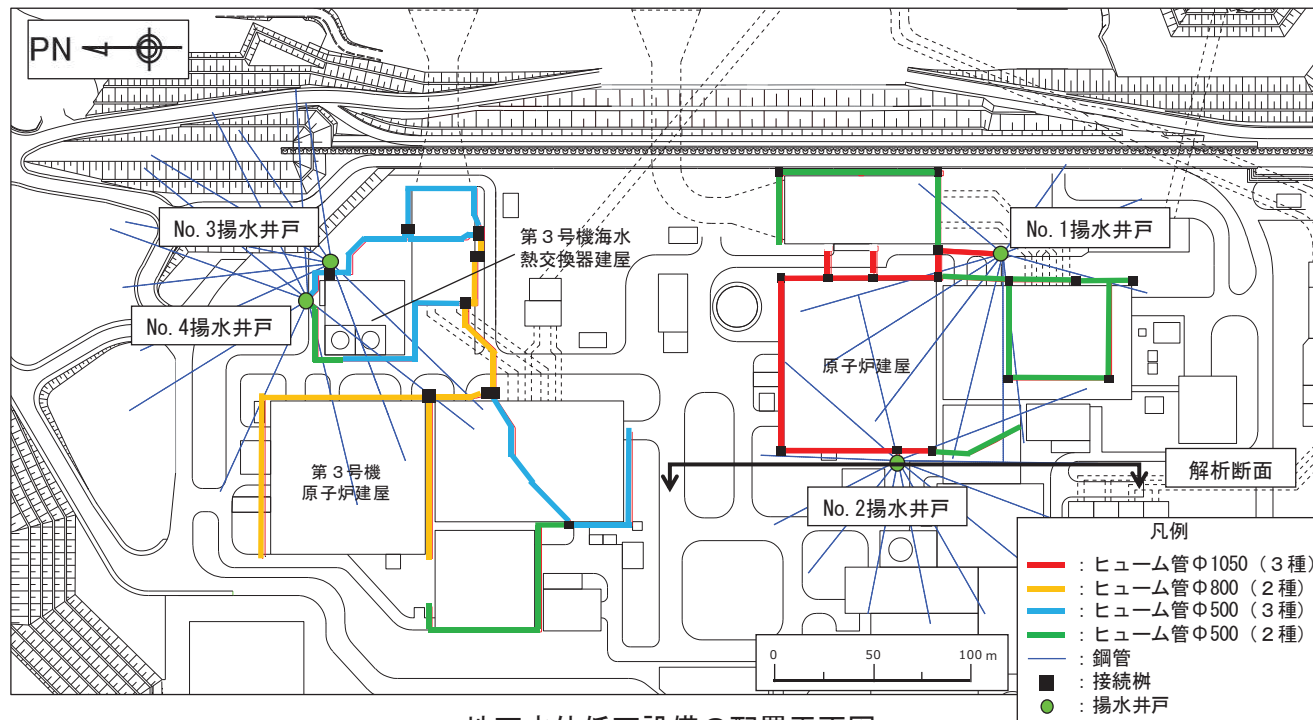 PN
No.3揚水井戸
第3号機海水
熱交換器建屋
No.1揚水井戸
No.4揚水井戸
原子炉建屋
第3号機
原子炉建屋
解析断面
No.2揚水井戸
凡例
：ヒューム管Φ1050（3種）
：ヒューム管Φ800（2種）
：ヒューム管Φ500（3種）
：ヒューム管Φ500（2種）
：鋼管
：接続桝
：揚水井戸
0 50 100 m